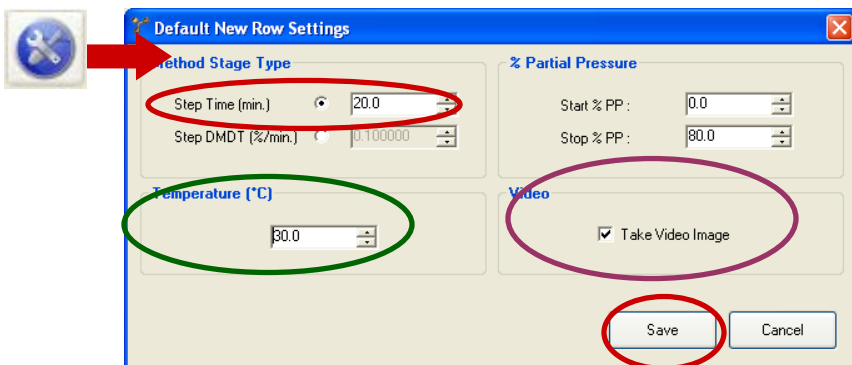 Default New Row Settings
Method Stage Type
Step Time (min.) 20.0
Step DMDT (%/min.) 0.100000
% Partial Pressure
Start % PP : 0.0
Stop % PP : 80.0
Temperature (°C)
30.0
Video
Take Video Image
Save Cancel